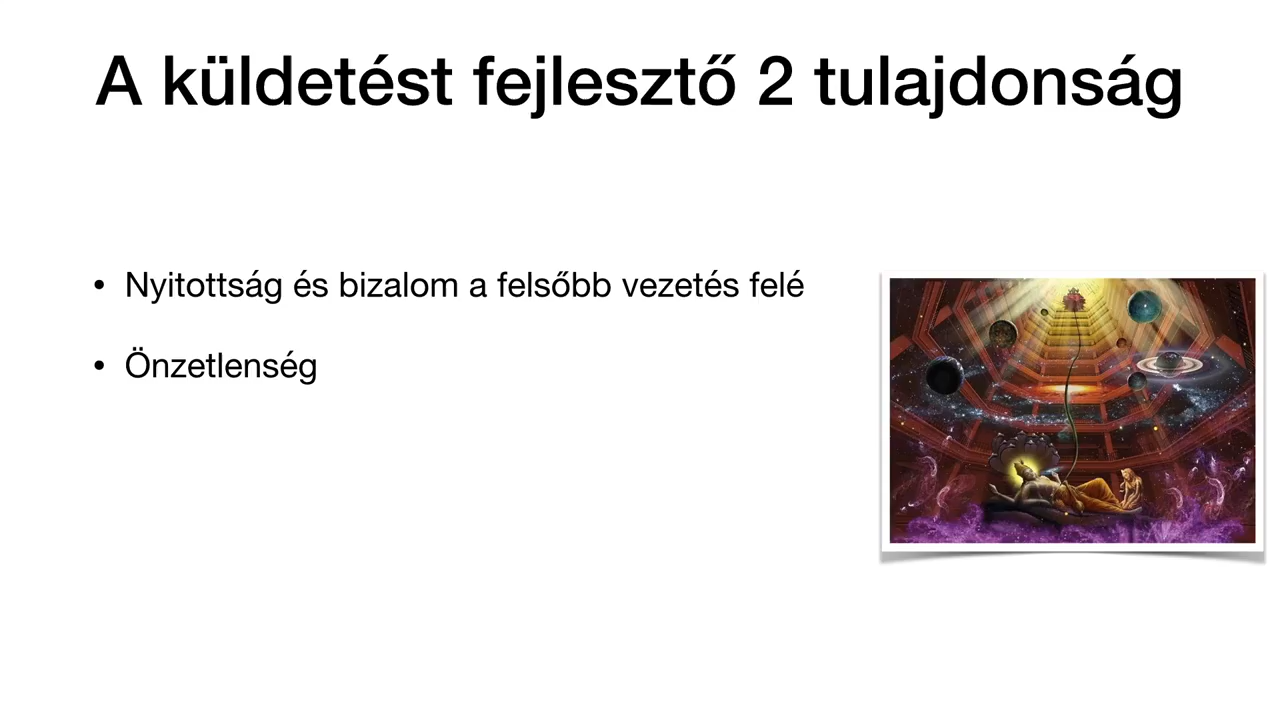 A küldetést fejlesztő 2 tulajdonság
• Nyitottság és bizalom a felsőbb vezetés felé
• Önzetlenség